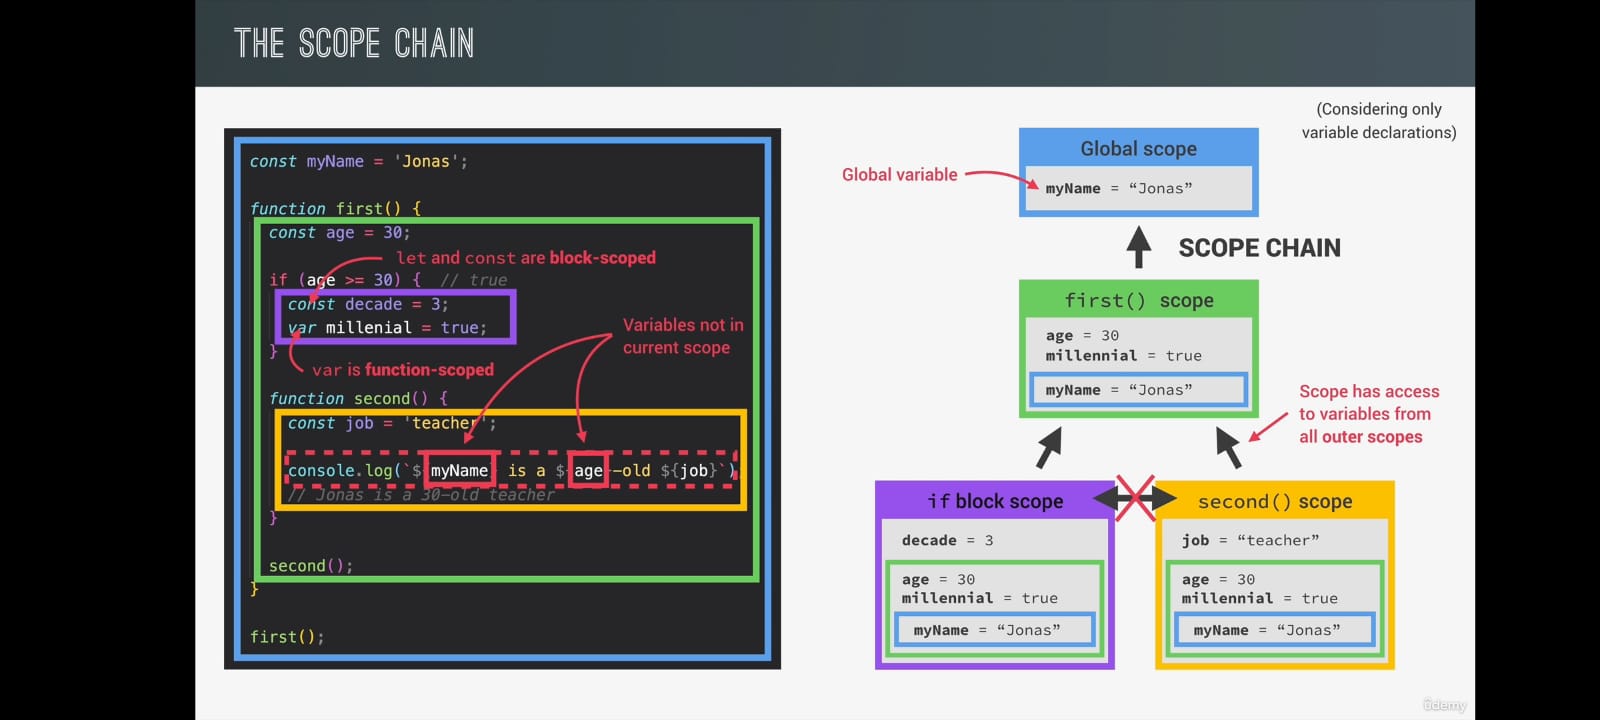 THE SCOPE CHAIN
(Considering only
variable declarations)
const myName = 'Jonas';
function first() {
const age = 30;
let and const are block-scoped
if (age >= 30) { // true
const decade = 3;
var millenial = true;
}
var is function-scoped
Variables not in
current scope
function second() {
const job = 'teacher';
console.log(`${myName} is a ${age}-old ${job}`)
// Jonas is a 30-old teacher
}
second();
}
first();
Global variable
Global scope
myName = “Jonas”
SCOPE CHAIN
first() scope
age = 30
millennial = true
myName = “Jonas”
Scope has access
to variables from
all outer scopes
if block scope
decade = 3
age = 30
millennial = true
myName = “Jonas”
second() scope
job = “teacher”
age = 30
millennial = true
myName = “Jonas”
ûdemy